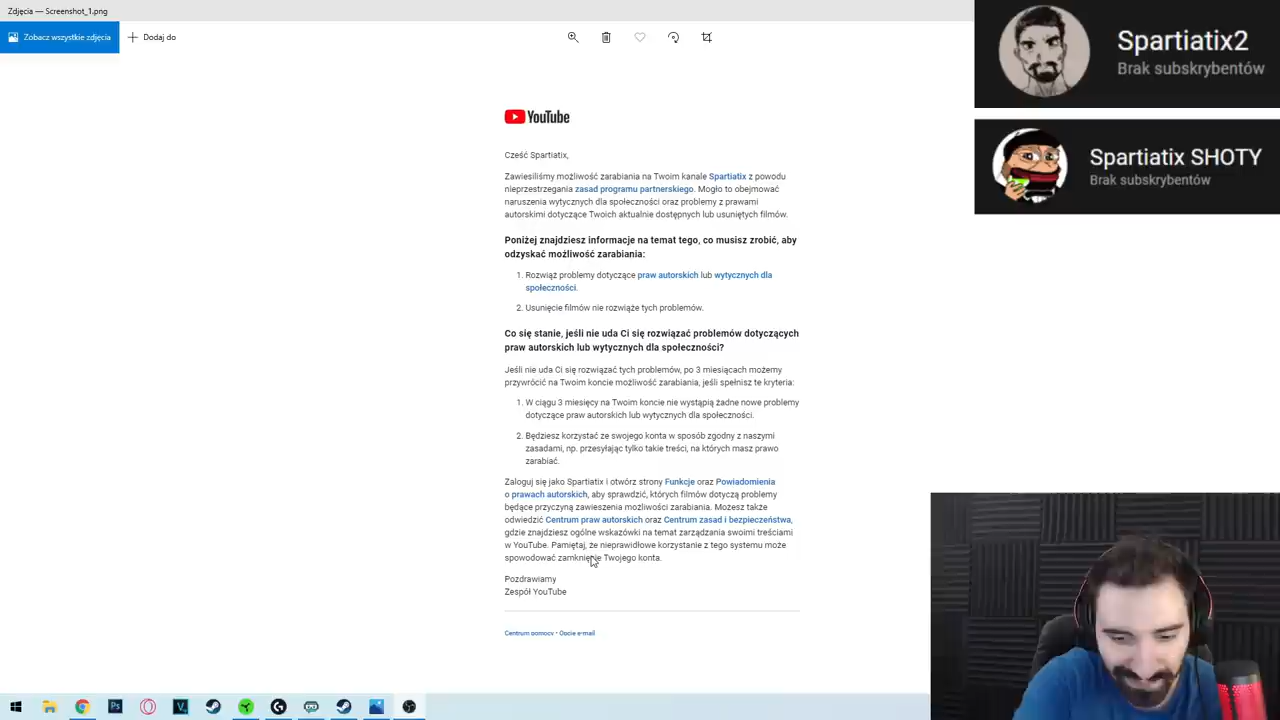 Zdjęcia — Screenshot_1.png
Zobacz wszystkie zdjęcia
Dodaj do
Spartiatix2
Brak subskrybentów
Spartiatix SHOTY
Brak subskrybentów
YouTube
Cześć Spartiatix,
Zawiesiliśmy możliwość zarabiania na Twoim kanale Spartiatix z powodu
nieprzestrzegania zasad programu partnerskiego. Mogło to obejmować
naruszenia wytycznych dla społeczności oraz problemy z prawami
autorskimi dotyczące Twoich aktualnie dostępnych lub usuniętych filmów.
Poniżej znajdziesz informacje na temat tego, co musisz zrobić, aby
odzyskać możliwość zarabiania:
1. Rozwiąż problemy dotyczące praw autorskich lub wytycznych dla
społeczności.
2. Usunięcie filmów nie rozwiąże tych problemów.
Co się stanie, jeśli nie uda Ci się rozwiązać problemów dotyczących
praw autorskich lub wytycznych dla społeczności?
Jeśli nie uda Ci się rozwiązać tych problemów, po 3 miesiącach możemy
przywrócić na Twoim koncie możliwość zarabiania, jeśli spełnisz te kryteria:
1. W ciągu 3 miesięcy na Twoim koncie nie wystąpią żadne nowe problemy
dotyczące praw autorskich lub wytycznych dla społeczności.
2. Będziesz korzystać ze swojego konta w sposób zgodny z naszymi
zasadami, np. przesyłając tylko takie treści, na których masz prawo
zarabiać.
Zaloguj się jako Spartiatix i otwórz strony Funkcje oraz Powiadomienia
o prawach autorskich, aby sprawdzić, których filmów dotyczą problemy
będące przyczyną zawieszenia możliwości zarabiania. Możesz także
odwiedzić Centrum praw autorskich oraz Centrum zasad i bezpieczeństwa,
gdzie znajdziesz ogólne wskazówki na temat zarządzania swoimi treściami
w YouTube. Pamiętaj, że nieprawidłowe korzystanie z tego systemu może
spowodować zamknięcie Twojego konta.
Pozdrawiamy
Zespół YouTube
Centrum pomocy • Opcje e-mail